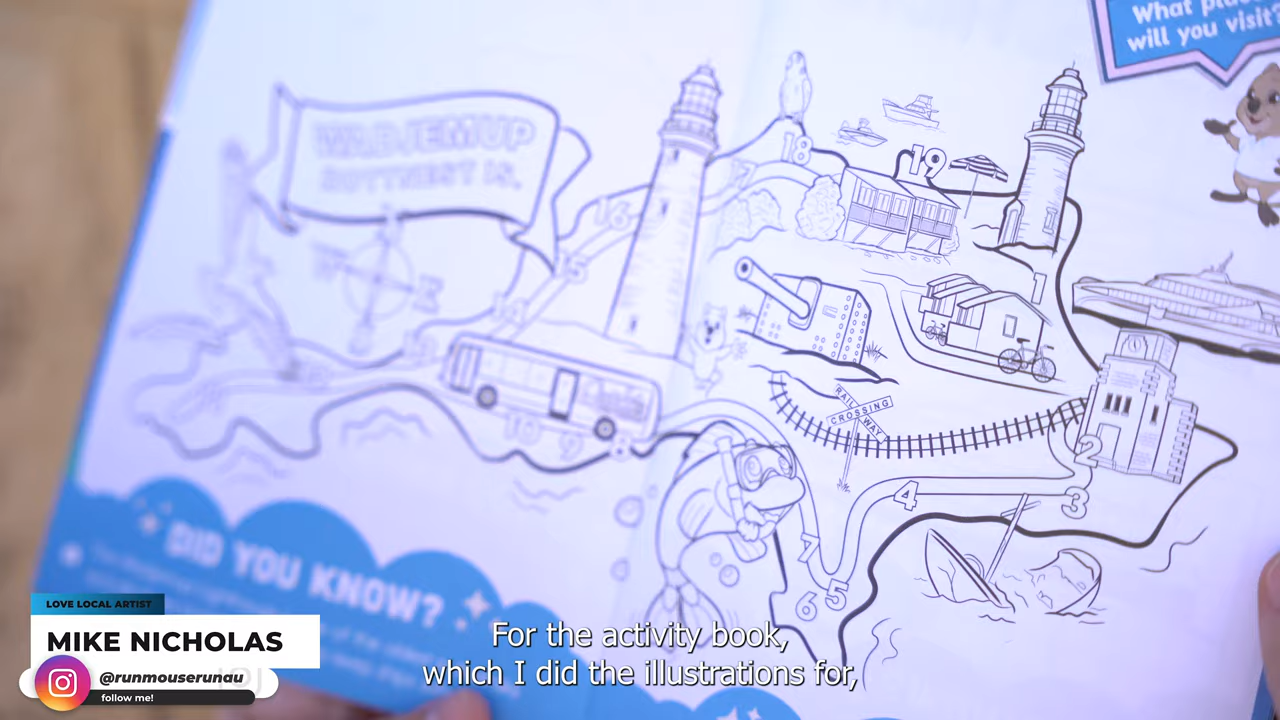 What
will you visit?
WADJEMUP
ROTTNEST IS.
19
18
17
16
15
14
1
RAIL
CROSSING
WAY
2
3
4
10 9 8
7
6 5
DID YOU KNOW?
LOVE LOCAL ARTIST
MIKE NICHOLAS
@runmouserunau
follow me!
For the activity book,
which I did the illustrations for,